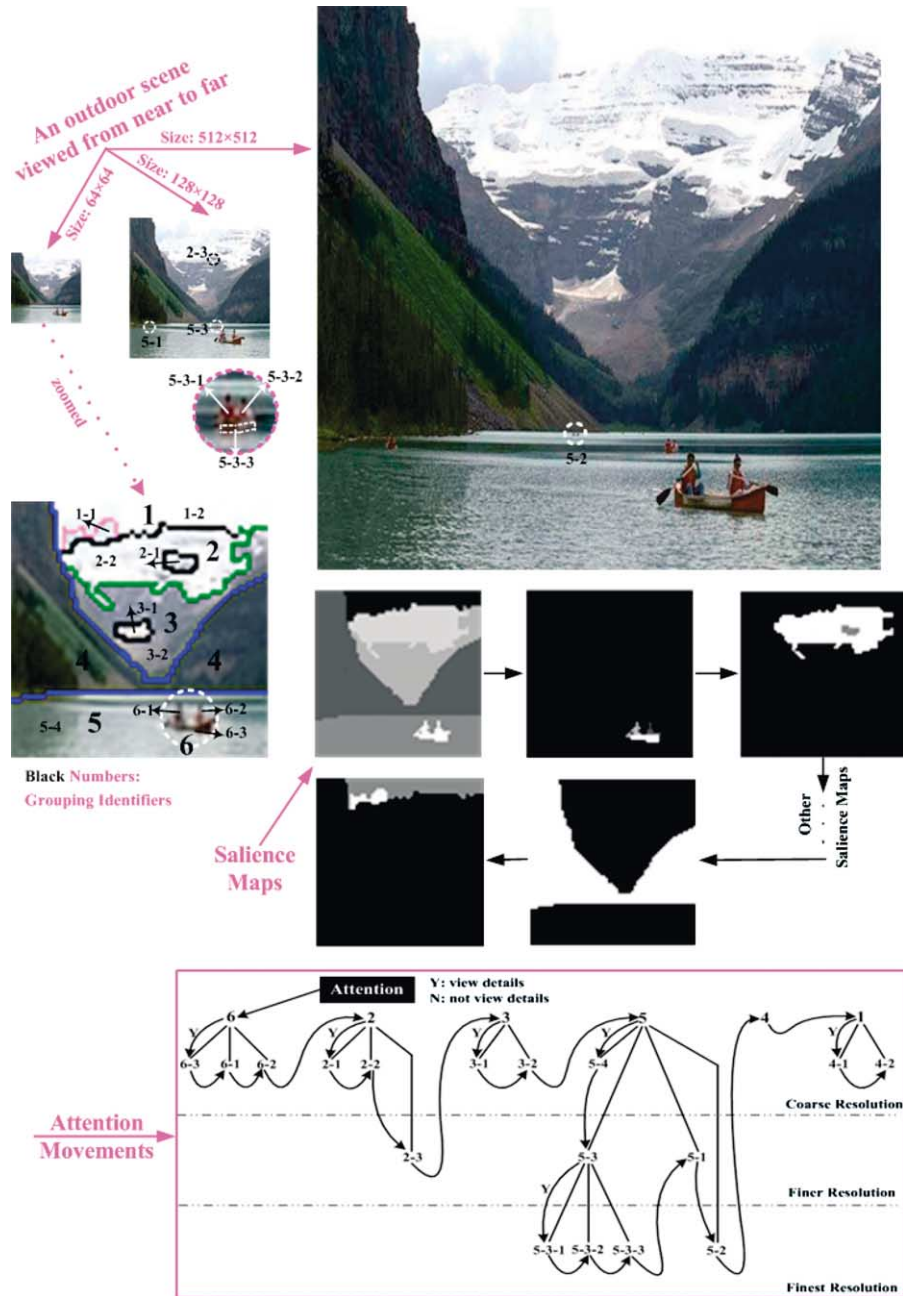 An outdoor scene
viewed from near to far
Size: 512×512
Size: 128×128
Size: 64×64
2-3
5-1
5-3
zoomed
5-3-1
5-3-2
5-3-3
5-2
1-1
1
1-2
2-2
2-1
2
3-1
3
3-2
4
4
5-4
5
6-1
6-2
6
6-3
Black Numbers:
Grouping Identifiers
Salience
Maps
Other
Salience Maps
Attention
Y: view details
N: not view details
6
2
3
5
4
1
Y
Y
Y
Y
Y
6-3
6-1
6-2
2-1
2-2
3-1
3-2
5-4
4-1
4-2
Coarse Resolution
Attention
Movements
2-3
5-3
5-1
Y
Finer Resolution
5-3-1
5-3-2
5-3-3
5-2
Finest Resolution